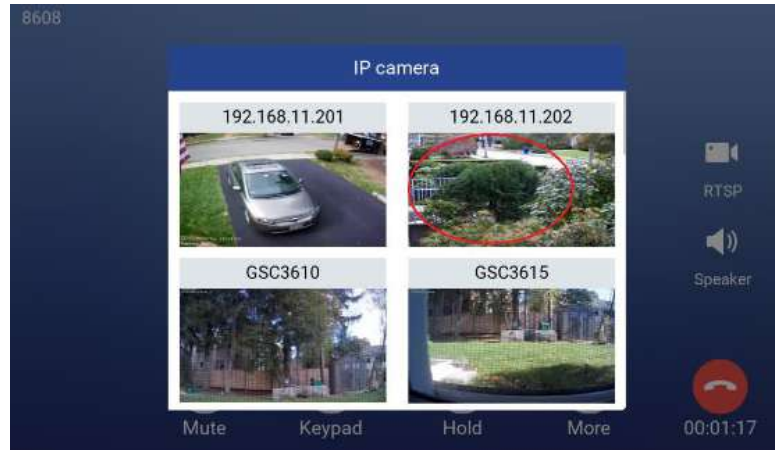 8608
IP camera
192.168.11.201
192.168.11.202
GSC3610
GSC3615
RTSP
Speaker
Mute
Keypad
Hold
More
00:01:17